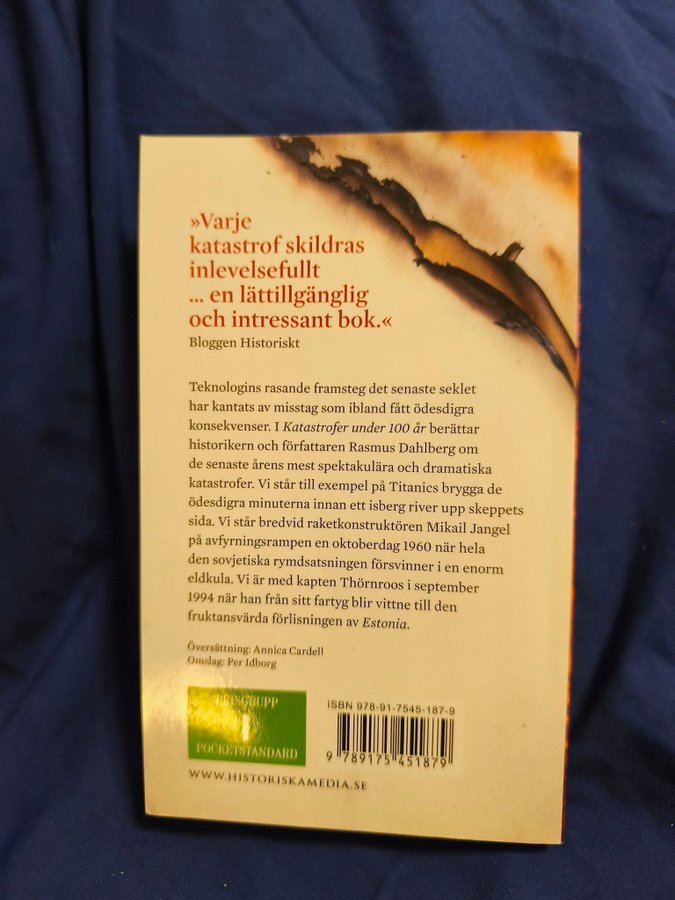 »Varje
katastrof skildras
inlevelsefullt
... en lättillgänglig
och intressant bok.«
Bloggen Historiskt
Teknologins rasande framsteg det senaste seklet
har kantats av misstag som ibland fått ödesdigra
konsekvenser. I Katastrofer under 100 år berättar
historikern och författaren Rasmus Dahlberg om
de senaste årens mest spektakulära och dramatiska
katastrofer. Vi står till exempel på Titanics brygga de
ödesdigra minuterna innan ett isberg river upp skeppets
sida. Vi står bredvid raketkonstruktören Mikail Jangel
på avfyrningsrampen en oktoberdag 1960 när hela
den sovjetiska rymdsatsningen försvinner i en enorm
eldkula. Vi är med kapten Thörnroos i september
1994 när han från sitt fartyg blir vittne till den
fruktansvärda förlisningen av Estonia.
Översättning: Annica Cardell
Omslag: Per Idborg
PRISGRUPP
1
POCKETSTANDARD
ISBN 978-91-7545-187-9
9 789175 451879
WWW.HISTORISKAMEDIA.SE